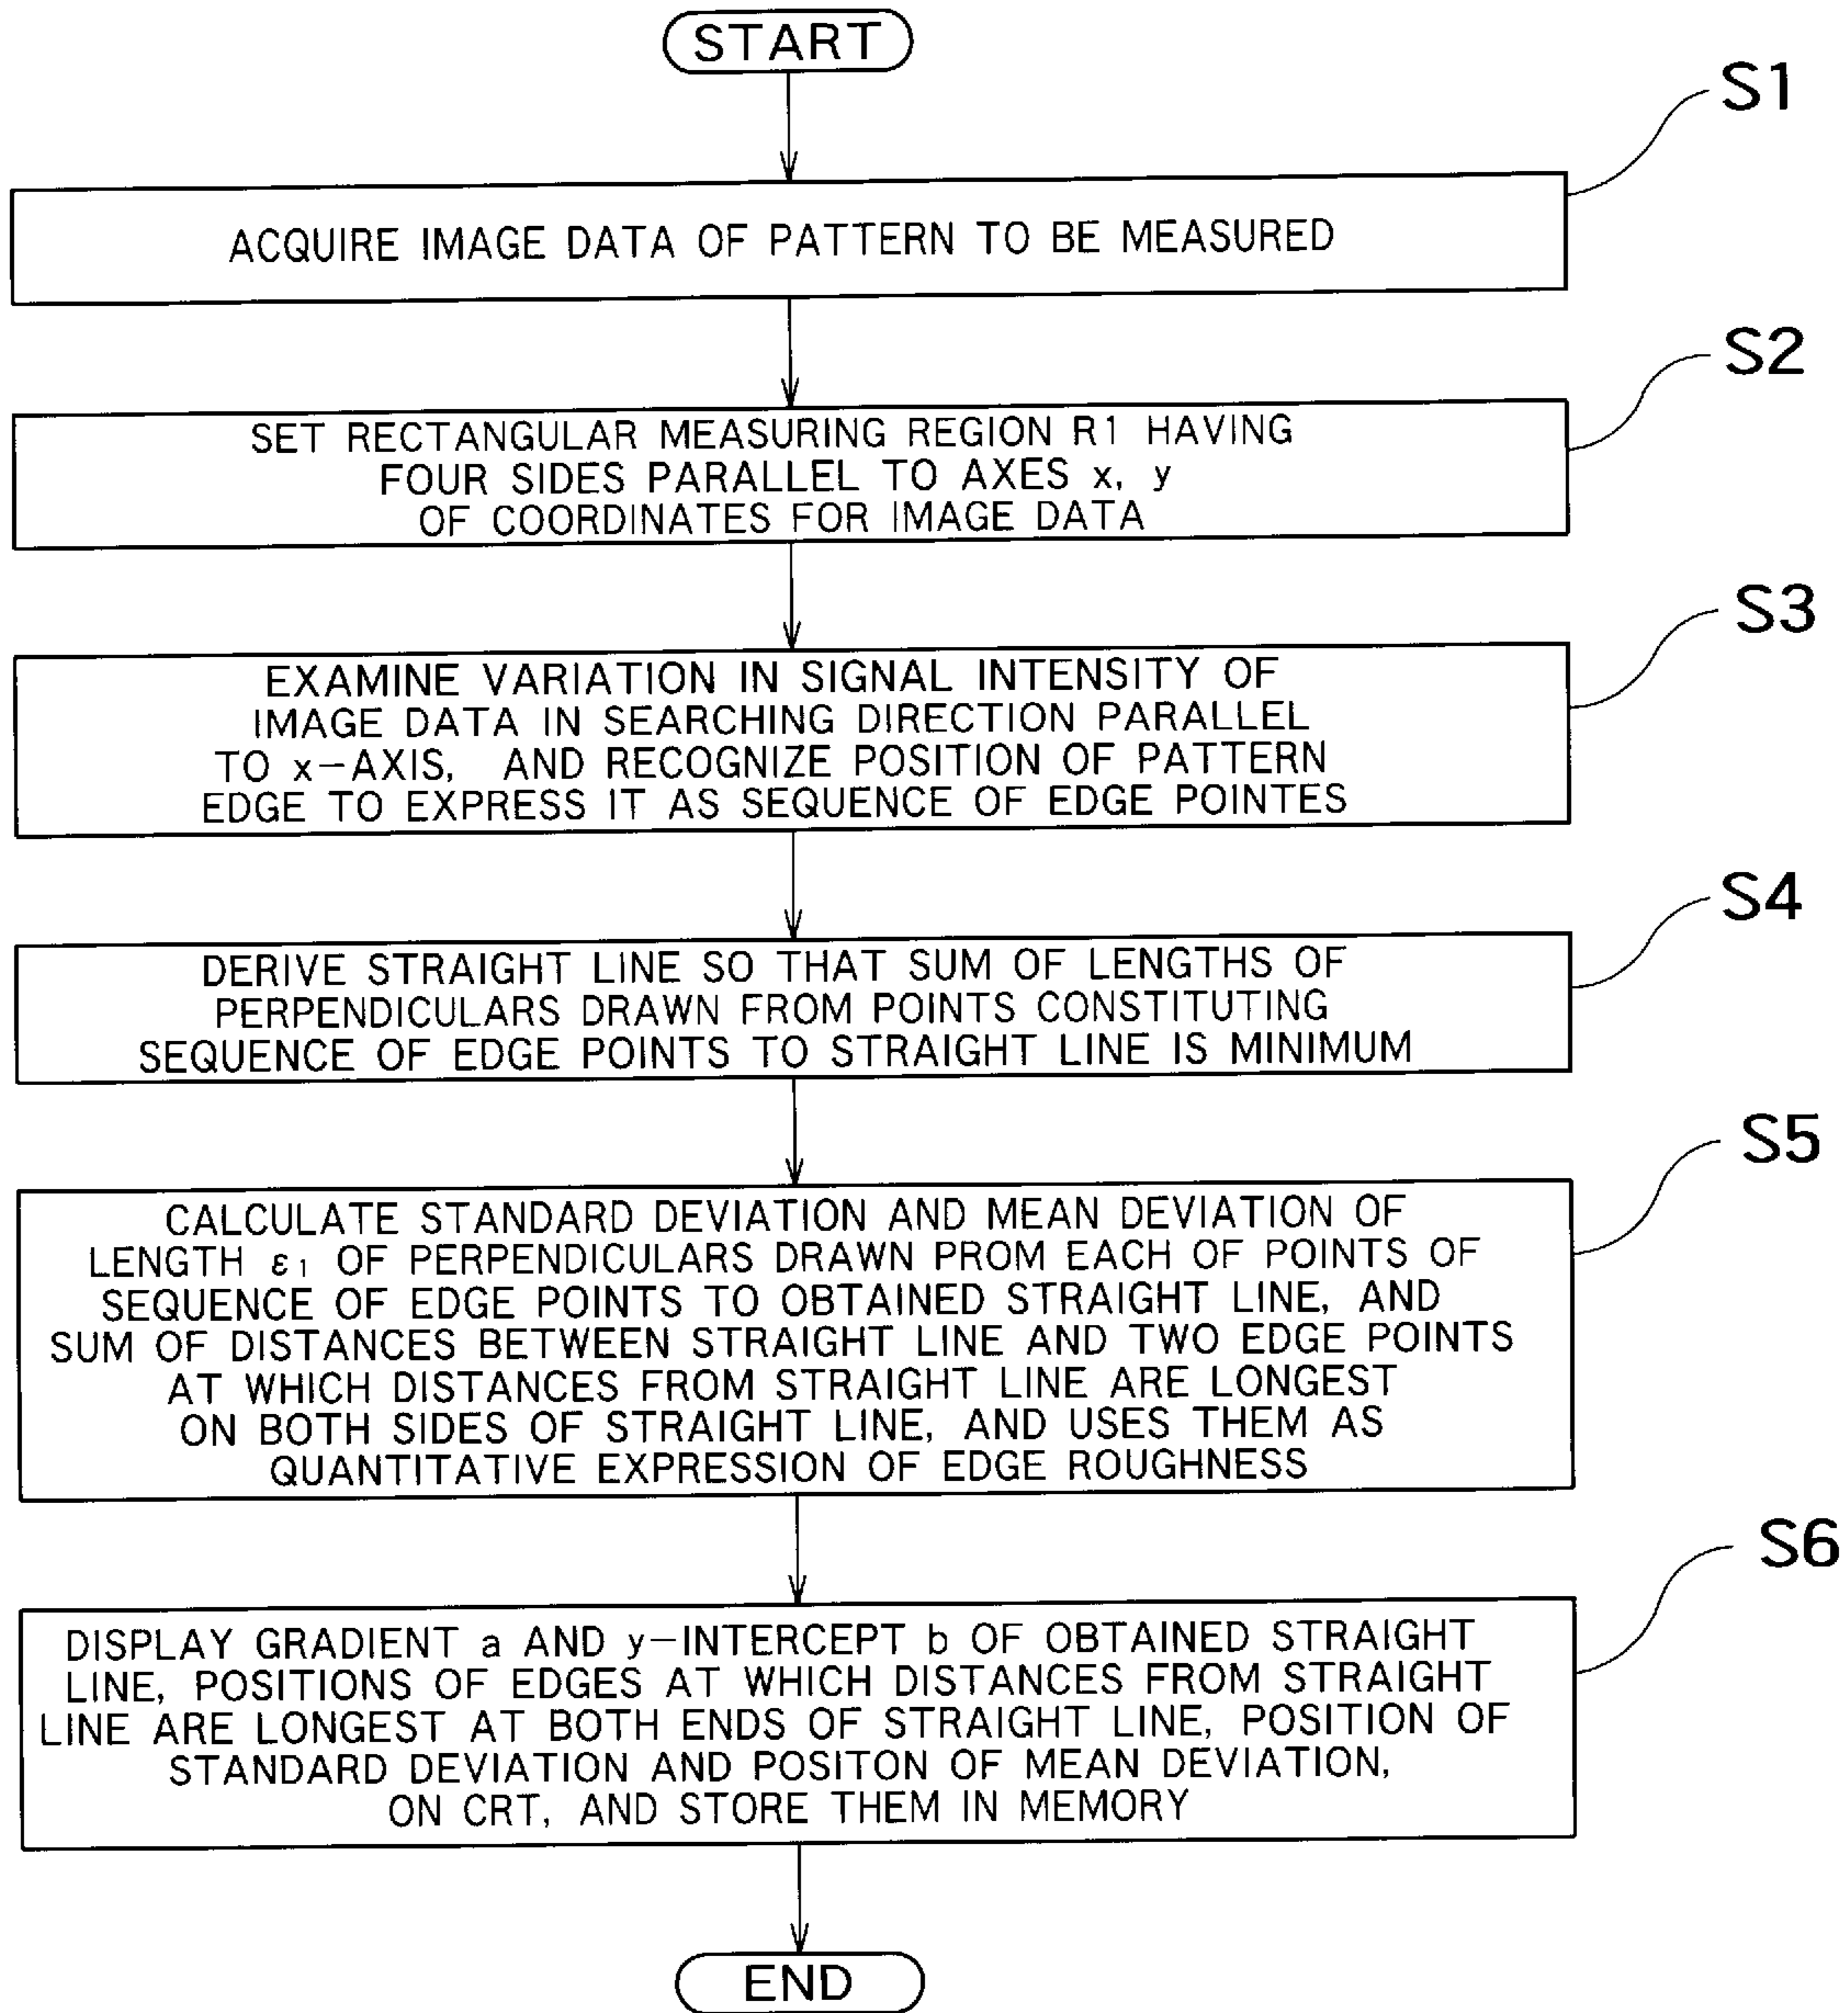 START
S1
ACQUIRE IMAGE DATA OF PATTERN TO BE MEASURED
S2
SET RECTANGULAR MEASURING REGION R1 HAVING
FOUR SIDES PARALLEL TO AXES x, y
OF COORDINATES FOR IMAGE DATA
S3
EXAMINE VARIATION IN SIGNAL INTENSITY OF
IMAGE DATA IN SEARCHING DIRECTION PARALLEL
TO x-AXIS, AND RECOGNIZE POSITION OF PATTERN
EDGE TO EXPRESS IT AS SEQUENCE OF EDGE POINTES
S4
DERIVE STRAIGHT LINE SO THAT SUM OF LENGTHS OF
PERPENDICULARS DRAWN FROM POINTS CONSTITUTING
SEQUENCE OF EDGE POINTS TO STRAIGHT LINE IS MINIMUM
S5
CALCULATE STANDARD DEVIATION AND MEAN DEVIATION OF
LENGTH ε1 OF PERPENDICULARS DRAWN PROM EACH OF POINTS OF
SEQUENCE OF EDGE POINTS TO OBTAINED STRAIGHT LINE, AND
SUM OF DISTANCES BETWEEN STRAIGHT LINE AND TWO EDGE POINTS
AT WHICH DISTANCES FROM STRAIGHT LINE ARE LONGEST
ON BOTH SIDES OF STRAIGHT LINE, AND USES THEM AS
QUANTITATIVE EXPRESSION OF EDGE ROUGHNESS
S6
DISPLAY GRADIENT a AND y-INTERCEPT b OF OBTAINED STRAIGHT
LINE, POSITIONS OF EDGES AT WHICH DISTANCES FROM STRAIGHT
LINE ARE LONGEST AT BOTH ENDS OF STRAIGHT LINE, POSITION OF
STANDARD DEVIATION AND POSITON OF MEAN DEVIATION,
ON CRT, AND STORE THEM IN MEMORY
END